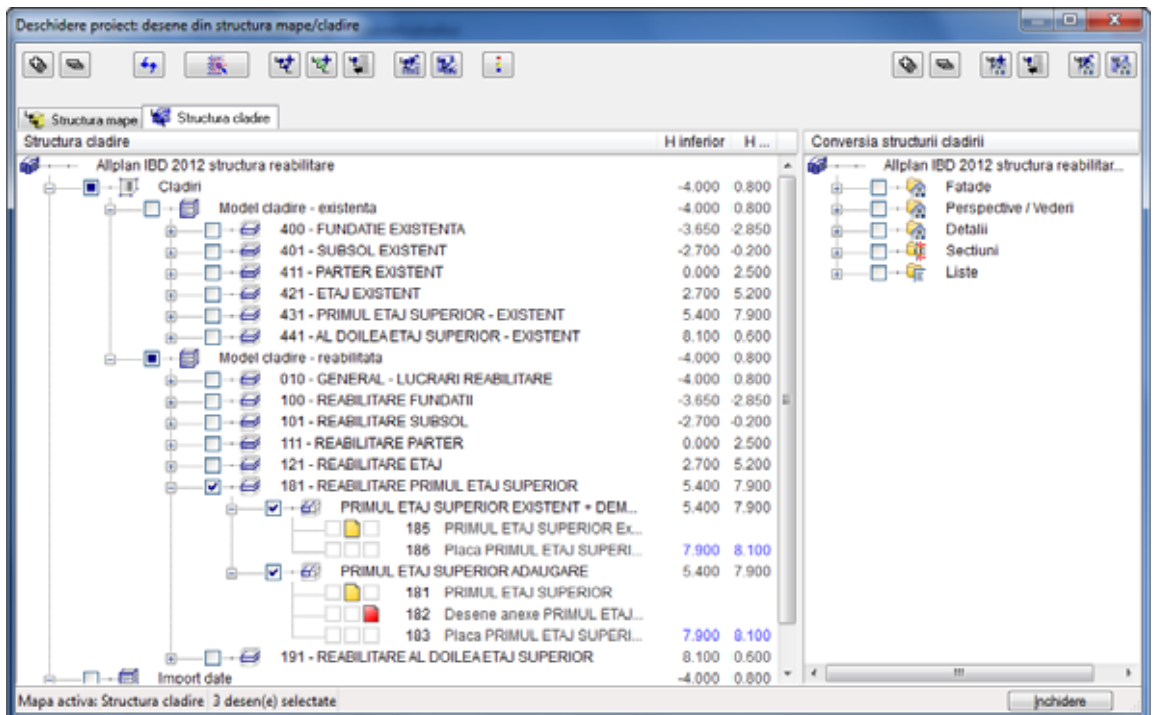 Deschidere proiect: desene din structura mape/cladire
Structura mape Structura cladire
Structura cladire H inferior H ... Conversia structurii cladirii
Allplan IBD 2012 structura reabilitare Allplan IBD 2012 structura reabilitar...
Cladiri -4.000 0.800 Fatade
Model cladire - existenta -4.000 0.800 Perspective / Vederi
400 - FUNDATIE EXISTENTA -3.650 -2.850 Detalii
401 - SUBSOL EXISTENT -2.700 -0.200 Sectiuni
411 - PARTER EXISTENT 0.000 2.500 Liste
421 - ETAJ EXISTENT 2.700 5.200
431 - PRIMUL ETAJ SUPERIOR - EXISTENT 5.400 7.900
441 - AL DOILEA ETAJ SUPERIOR - EXISTENT 8.100 0.600
Model cladire - reabilitata -4.000 0.800
010 - GENERAL - LUCRARI REABILITARE -4.000 0.800
100 - REABILITARE FUNDATII -3.650 -2.850
101 - REABILITARE SUBSOL -2.700 -0.200
111 - REABILITARE PARTER 0.000 2.500
121 - REABILITARE ETAJ 2.700 5.200
181 - REABILITARE PRIMUL ETAJ SUPERIOR 5.400 7.900
PRIMUL ETAJ SUPERIOR EXISTENT + DEM... 5.400 7.900
185 PRIMUL ETAJ SUPERIOR Ex...
186 Placa PRIMUL ETAJ SUPERI... 7.900 8.100
PRIMUL ETAJ SUPERIOR ADAUGARE 5.400 7.900
181 PRIMUL ETAJ SUPERIOR
182 Desene anexe PRIMUL ETAJ...
183 Placa PRIMUL ETAJ SUPERI... 7.900 8.100
191 - REABILITARE AL DOILEA ETAJ SUPERIOR 8.100 0.600
Import date -4.000 0.800
Mapa activa: Structura cladire 3 desen(e) selectate Inchidere